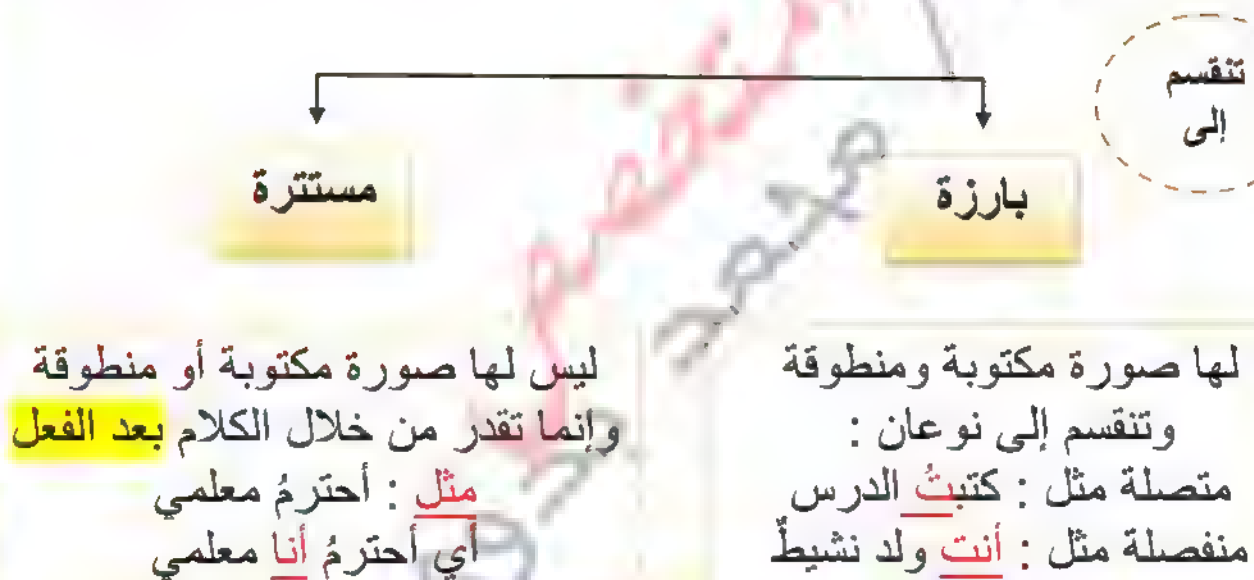 تنقسم
إلى
بارزة
مستترة
لها صورة مكتوبة ومنطوقة
وتنقسم إلى نوعان :
متصلة مثل : كتبتُ الدرس
منفصلة مثل : أنت ولد نشيطٌ
ليس لها صورة مكتوبة أو منطوقة
وإنما تقدر من خلال الكلام بعد الفعل
مثل : أحترمُ معلمي
أي أحترمُ أنا معلمي